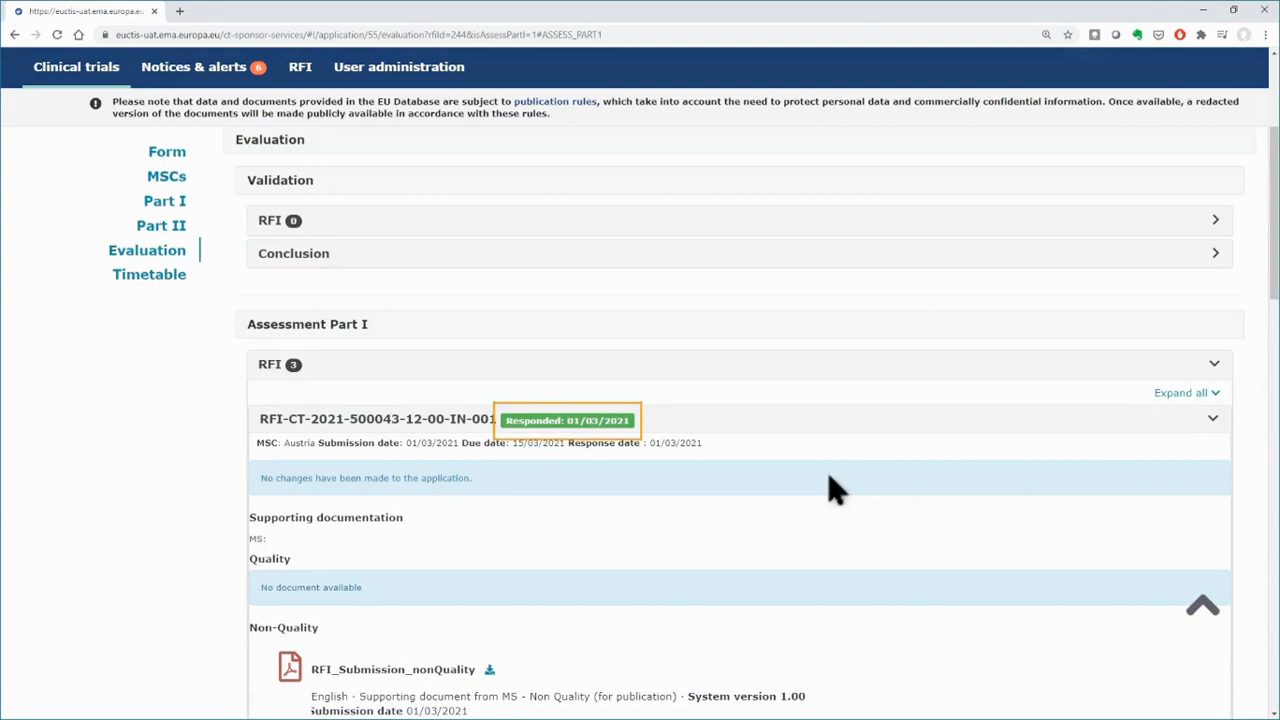 https://euctis-uat.ema.europa.eu
euctis-uat.ema.europa.eu/ct-sponsor-services/#!/application/55/evaluation?rfiId=244&isAssessPartI=1#ASSESS_PART1
Clinical trials Notices & alerts 6 RFI User administration
Please note that data and documents provided in the EU Database are subject to publication rules, which take into account the need to protect personal data and commercially confidential information. Once available, a redacted
version of the documents will be made publicly available in accordance with these rules.
Form
MSCs
Part I
Part II
Evaluation
Timetable
Evaluation
Validation
RFI 0
Conclusion
Assessment Part I
RFI 3
Expand all
RFI-CT-2021-500043-12-00-IN-001 Responded: 01/03/2021
MSC: Austria Submission date: 01/03/2021 Due date: 15/03/2021 Response date : 01/03/2021
No changes have been made to the application.
Supporting documentation
MS:
Quality
No document available
Non-Quality
RFI_Submission_nonQuality
English · Supporting document from MS - Non Quality (for publication) · System version 1.00
Submission date 01/03/2021